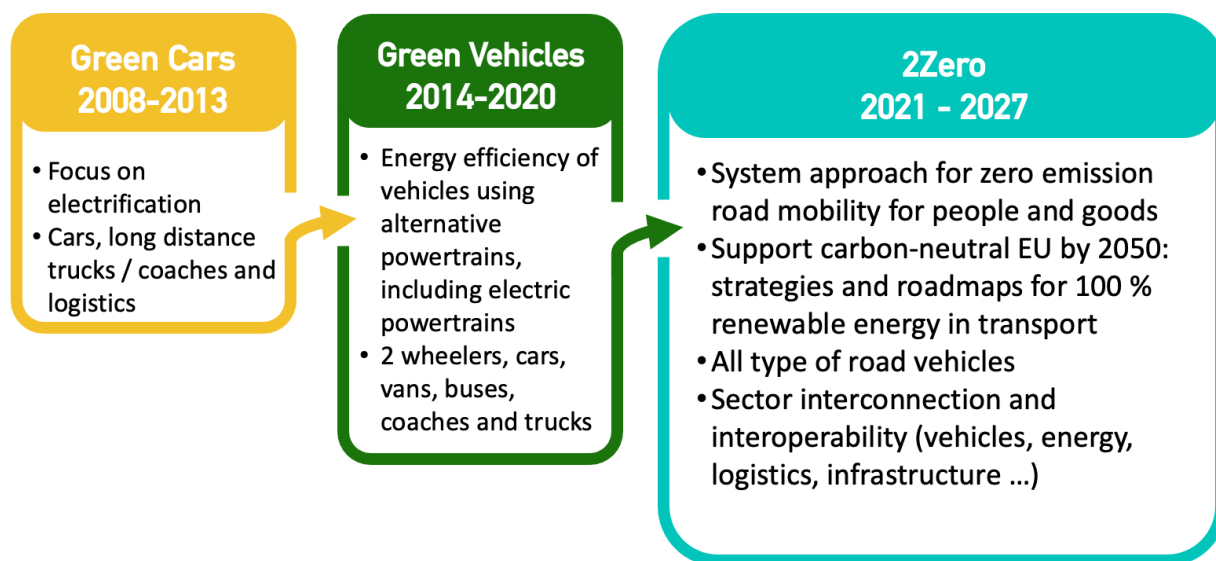 Green Cars
2008-2013
• Focus on
electrification
• Cars, long distance
trucks / coaches and
logistics
Green Vehicles
2014-2020
• Energy efficiency of
vehicles using
alternative
powertrains,
including electric
powertrains
• 2 wheelers, cars,
vans, buses,
coaches and trucks
2Zero
2021 - 2027
• System approach for zero emission
road mobility for people and goods
• Support carbon-neutral EU by 2050:
strategies and roadmaps for 100 %
renewable energy in transport
• All type of road vehicles
• Sector interconnection and
interoperability (vehicles, energy,
logistics, infrastructure ...)